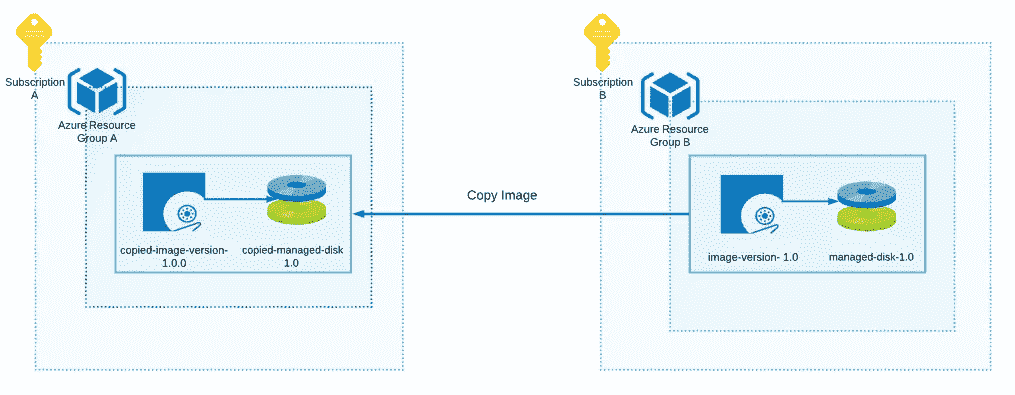 Subscription
A
Azure Resource
Group A
copied-image-version-
1.0.0
copied-managed-disk
1.0
Copy Image
Subscription
B
Azure Resource
Group B
image-version- 1.0
managed-disk-1.0